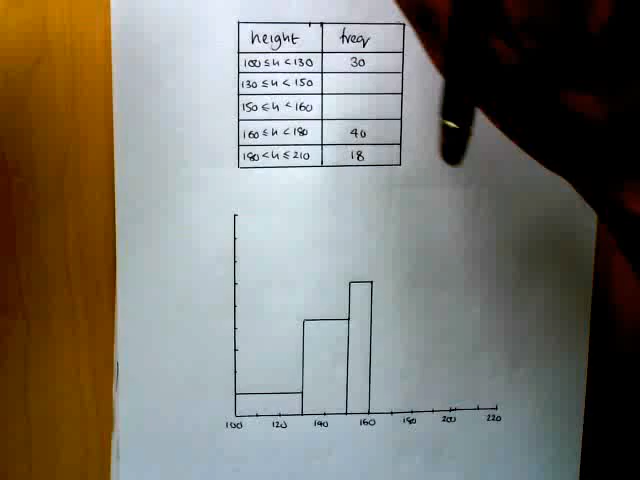 height freq
100 ≤ h < 130 30
130 ≤ h < 150
150 ≤ h < 160
160 ≤ h < 180 40
180 < h ≤ 210 18
100 120 140 160 180 200 220